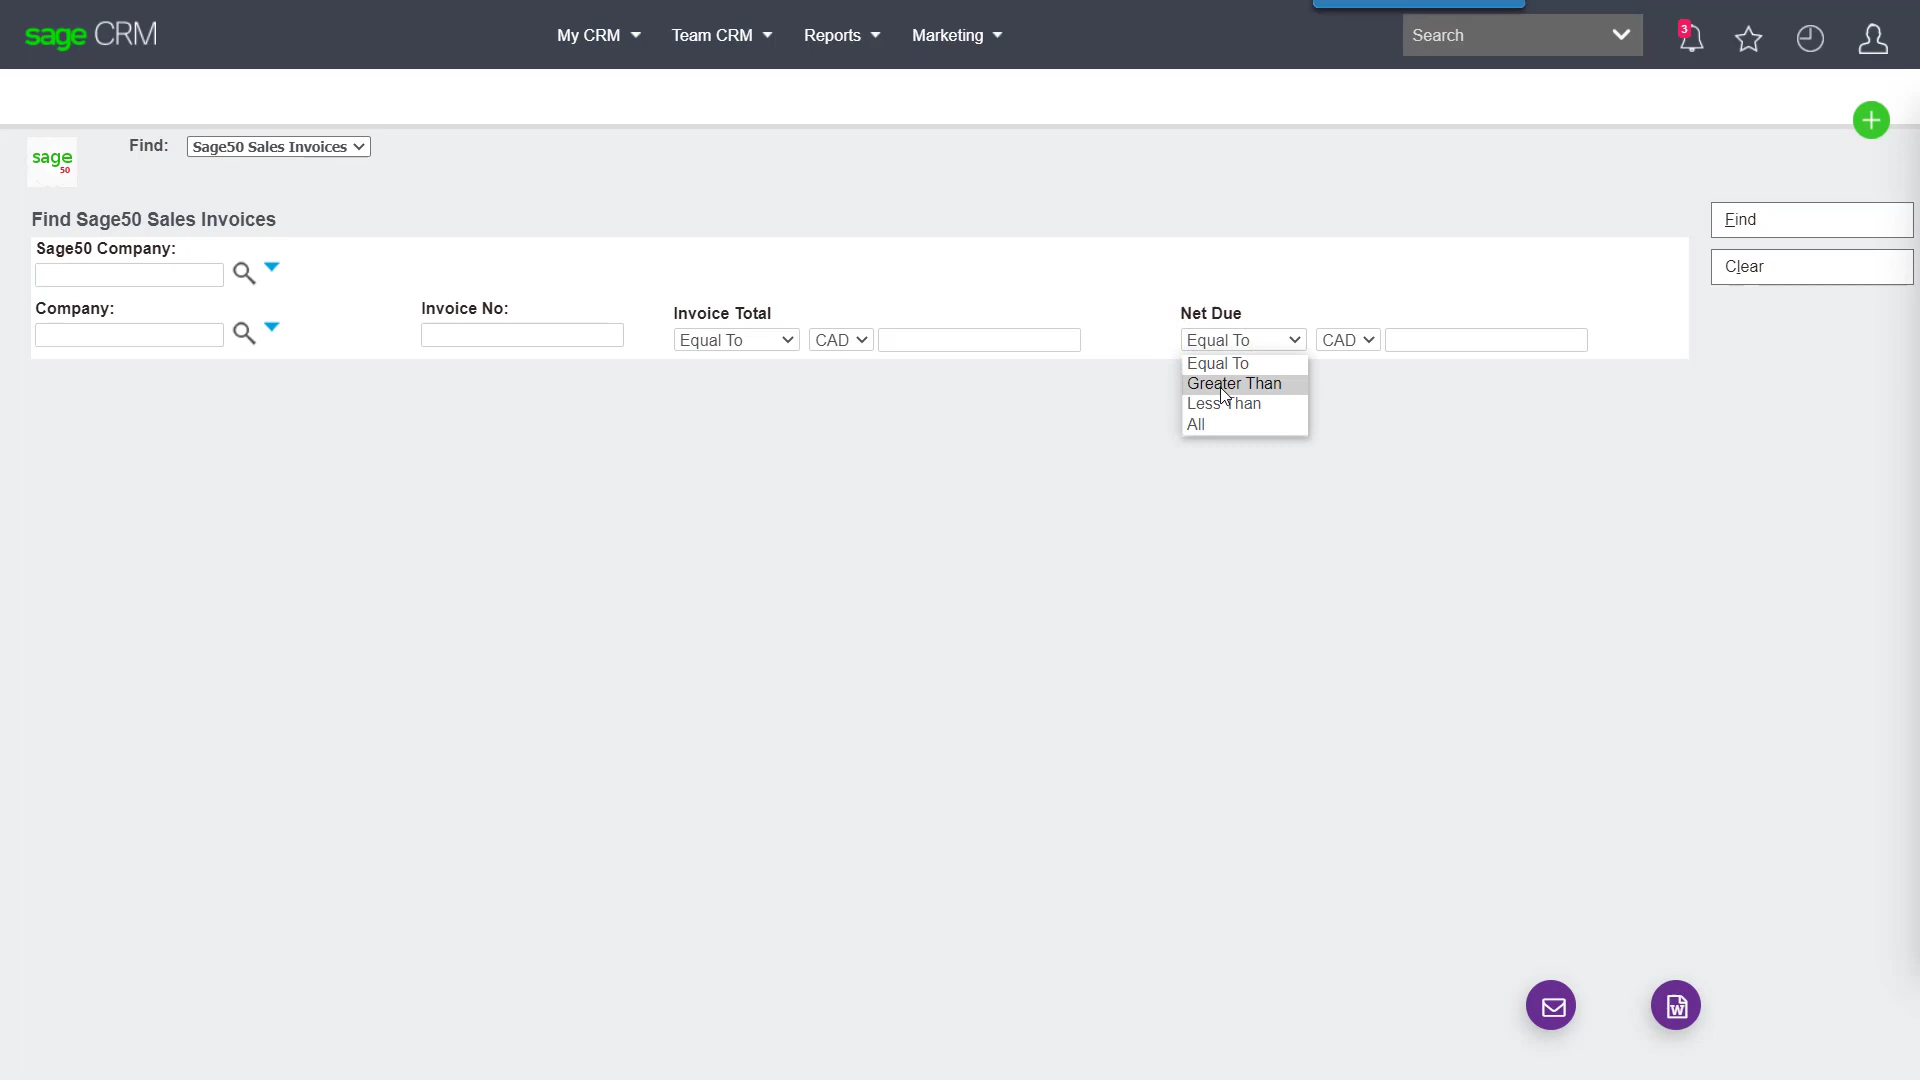 sage CRM
My CRM
Team CRM
Reports
Marketing
Search
3
sage
50
Find:
Sage50 Sales Invoices
Find Sage50 Sales Invoices
Find
Clear
Sage50 Company:
Company:
Invoice No:
Invoice Total
Net Due
Equal To
CAD
Equal To
CAD
Equal To
Greater Than
Less Than
All
W